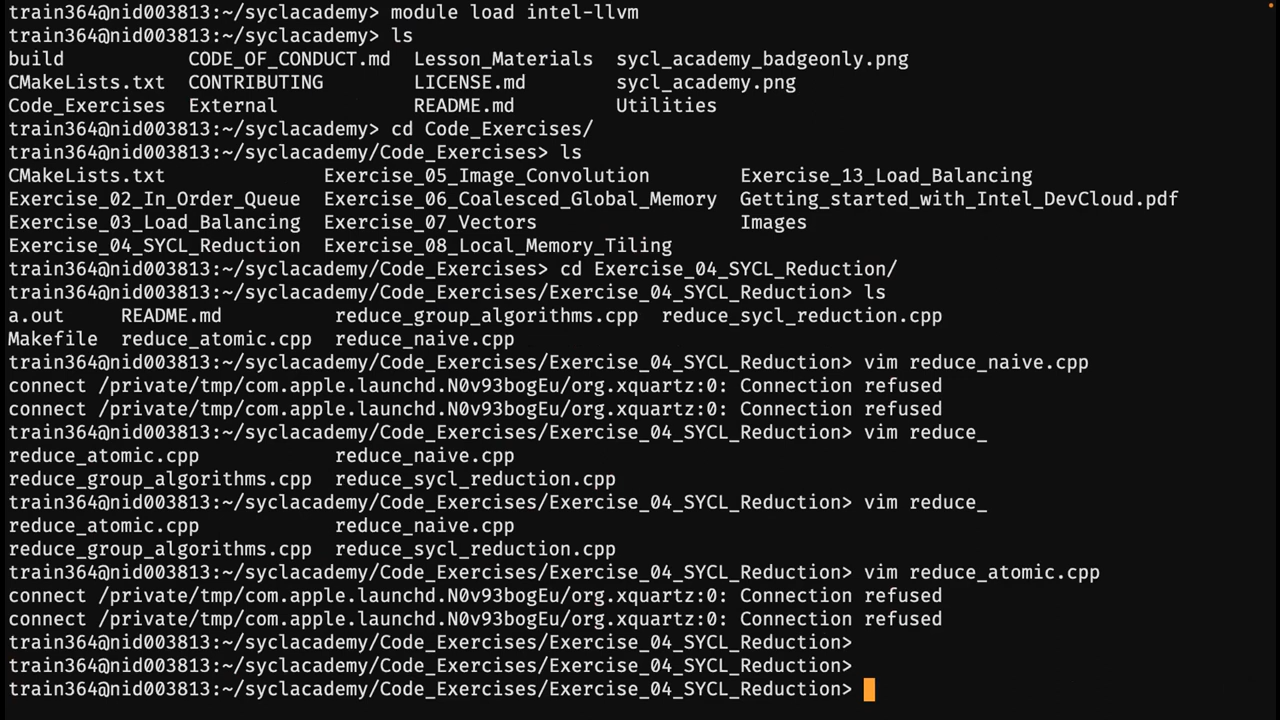 train364@nid003813:~/syclacademy> module load intel-llvm
train364@nid003813:~/syclacademy> ls
build           CODE_OF_CONDUCT.md  Lesson_Materials  sycl_academy_badgeonly.png
CMakeLists.txt  CONTRIBUTING        LICENSE.md        sycl_academy.png
Code_Exercises  External            README.md         Utilities
train364@nid003813:~/syclacademy> cd Code_Exercises/
train364@nid003813:~/syclacademy/Code_Exercises> ls
CMakeLists.txt              Exercise_05_Image_Convolution        Exercise_13_Load_Balancing
Exercise_02_In_Order_Queue  Exercise_06_Coalesced_Global_Memory  Getting_started_with_Intel_DevCloud.pdf
Exercise_03_Load_Balancing  Exercise_07_Vectors                  Images
Exercise_04_SYCL_Reduction  Exercise_08_Local_Memory_Tiling
train364@nid003813:~/syclacademy/Code_Exercises> cd Exercise_04_SYCL_Reduction/
train364@nid003813:~/syclacademy/Code_Exercises/Exercise_04_SYCL_Reduction> ls
a.out     README.md          reduce_group_algorithms.cpp  reduce_sycl_reduction.cpp
Makefile  reduce_atomic.cpp  reduce_naive.cpp
train364@nid003813:~/syclacademy/Code_Exercises/Exercise_04_SYCL_Reduction> vim reduce_naive.cpp
connect /private/tmp/com.apple.launchd.N0v93bogEu/org.xquartz:0: Connection refused
connect /private/tmp/com.apple.launchd.N0v93bogEu/org.xquartz:0: Connection refused
train364@nid003813:~/syclacademy/Code_Exercises/Exercise_04_SYCL_Reduction> vim reduce_
reduce_atomic.cpp            reduce_naive.cpp
reduce_group_algorithms.cpp  reduce_sycl_reduction.cpp
train364@nid003813:~/syclacademy/Code_Exercises/Exercise_04_SYCL_Reduction> vim reduce_
reduce_atomic.cpp            reduce_naive.cpp
reduce_group_algorithms.cpp  reduce_sycl_reduction.cpp
train364@nid003813:~/syclacademy/Code_Exercises/Exercise_04_SYCL_Reduction> vim reduce_atomic.cpp
connect /private/tmp/com.apple.launchd.N0v93bogEu/org.xquartz:0: Connection refused
connect /private/tmp/com.apple.launchd.N0v93bogEu/org.xquartz:0: Connection refused
train364@nid003813:~/syclacademy/Code_Exercises/Exercise_04_SYCL_Reduction>
train364@nid003813:~/syclacademy/Code_Exercises/Exercise_04_SYCL_Reduction>
train364@nid003813:~/syclacademy/Code_Exercises/Exercise_04_SYCL_Reduction>